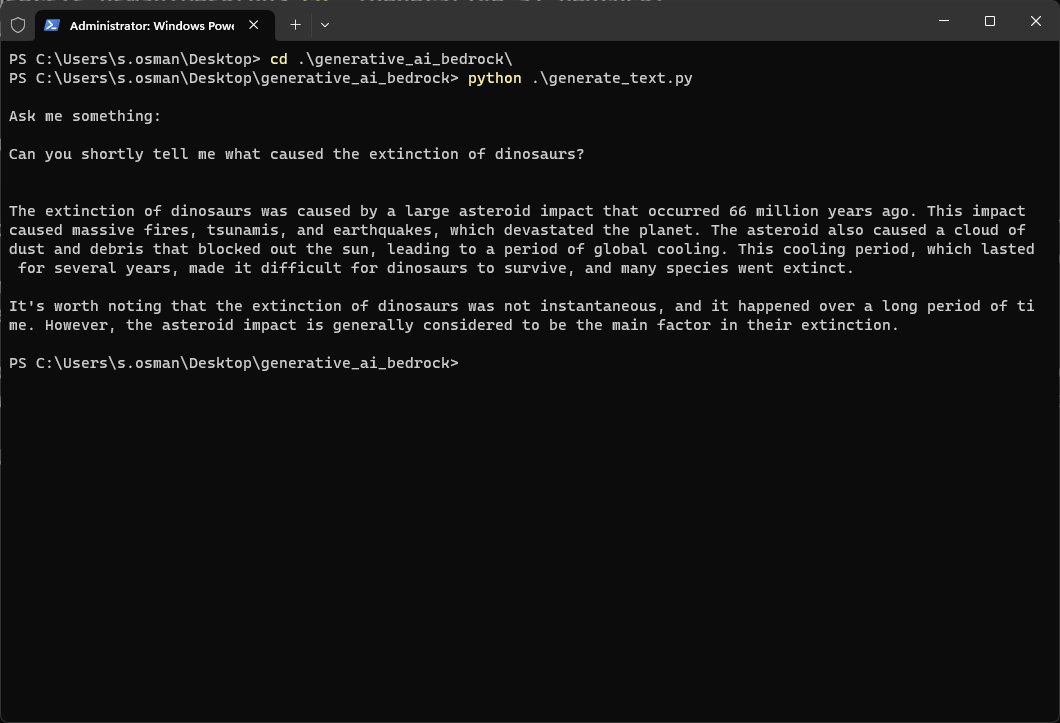 Administrator: Windows Powe
PS C:\Users\s.osman\Desktop> cd .\generative_ai_bedrock\
PS C:\Users\s.osman\Desktop\generative_ai_bedrock> python .\generate_text.py
Ask me something:
Can you shortly tell me what caused the extinction of dinosaurs?
The extinction of dinosaurs was caused by a large asteroid impact that occurred 66 million years ago. This impact
caused massive fires, tsunamis, and earthquakes, which devastated the planet. The asteroid also caused a cloud of
dust and debris that blocked out the sun, leading to a period of global cooling. This cooling period, which lasted
for several years, made it difficult for dinosaurs to survive, and many species went extinct.
It's worth noting that the extinction of dinosaurs was not instantaneous, and it happened over a long period of ti
me. However, the asteroid impact is generally considered to be the main factor in their extinction.
PS C:\Users\s.osman\Desktop\generative_ai_bedrock>